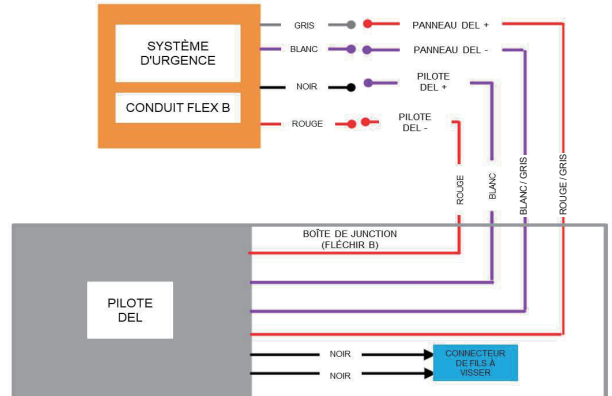 GRIS
PANNEAU DEL +
SYSTÈME
D'URGENCE
BLANC
PANNEAU DEL -
NOIR
PILOTE
DEL +
CONDUIT FLEX B
ROUGE
PILOTE
DEL -
ROUGE
BLANC
BLANC / GRIS
ROUGE / GRIS
BOÎTE DE JUNCTION
(FLÉCHIR B)
PILOTE
DEL
NOIR
NOIR
CONNECTEUR
DE FILS À
VISSER